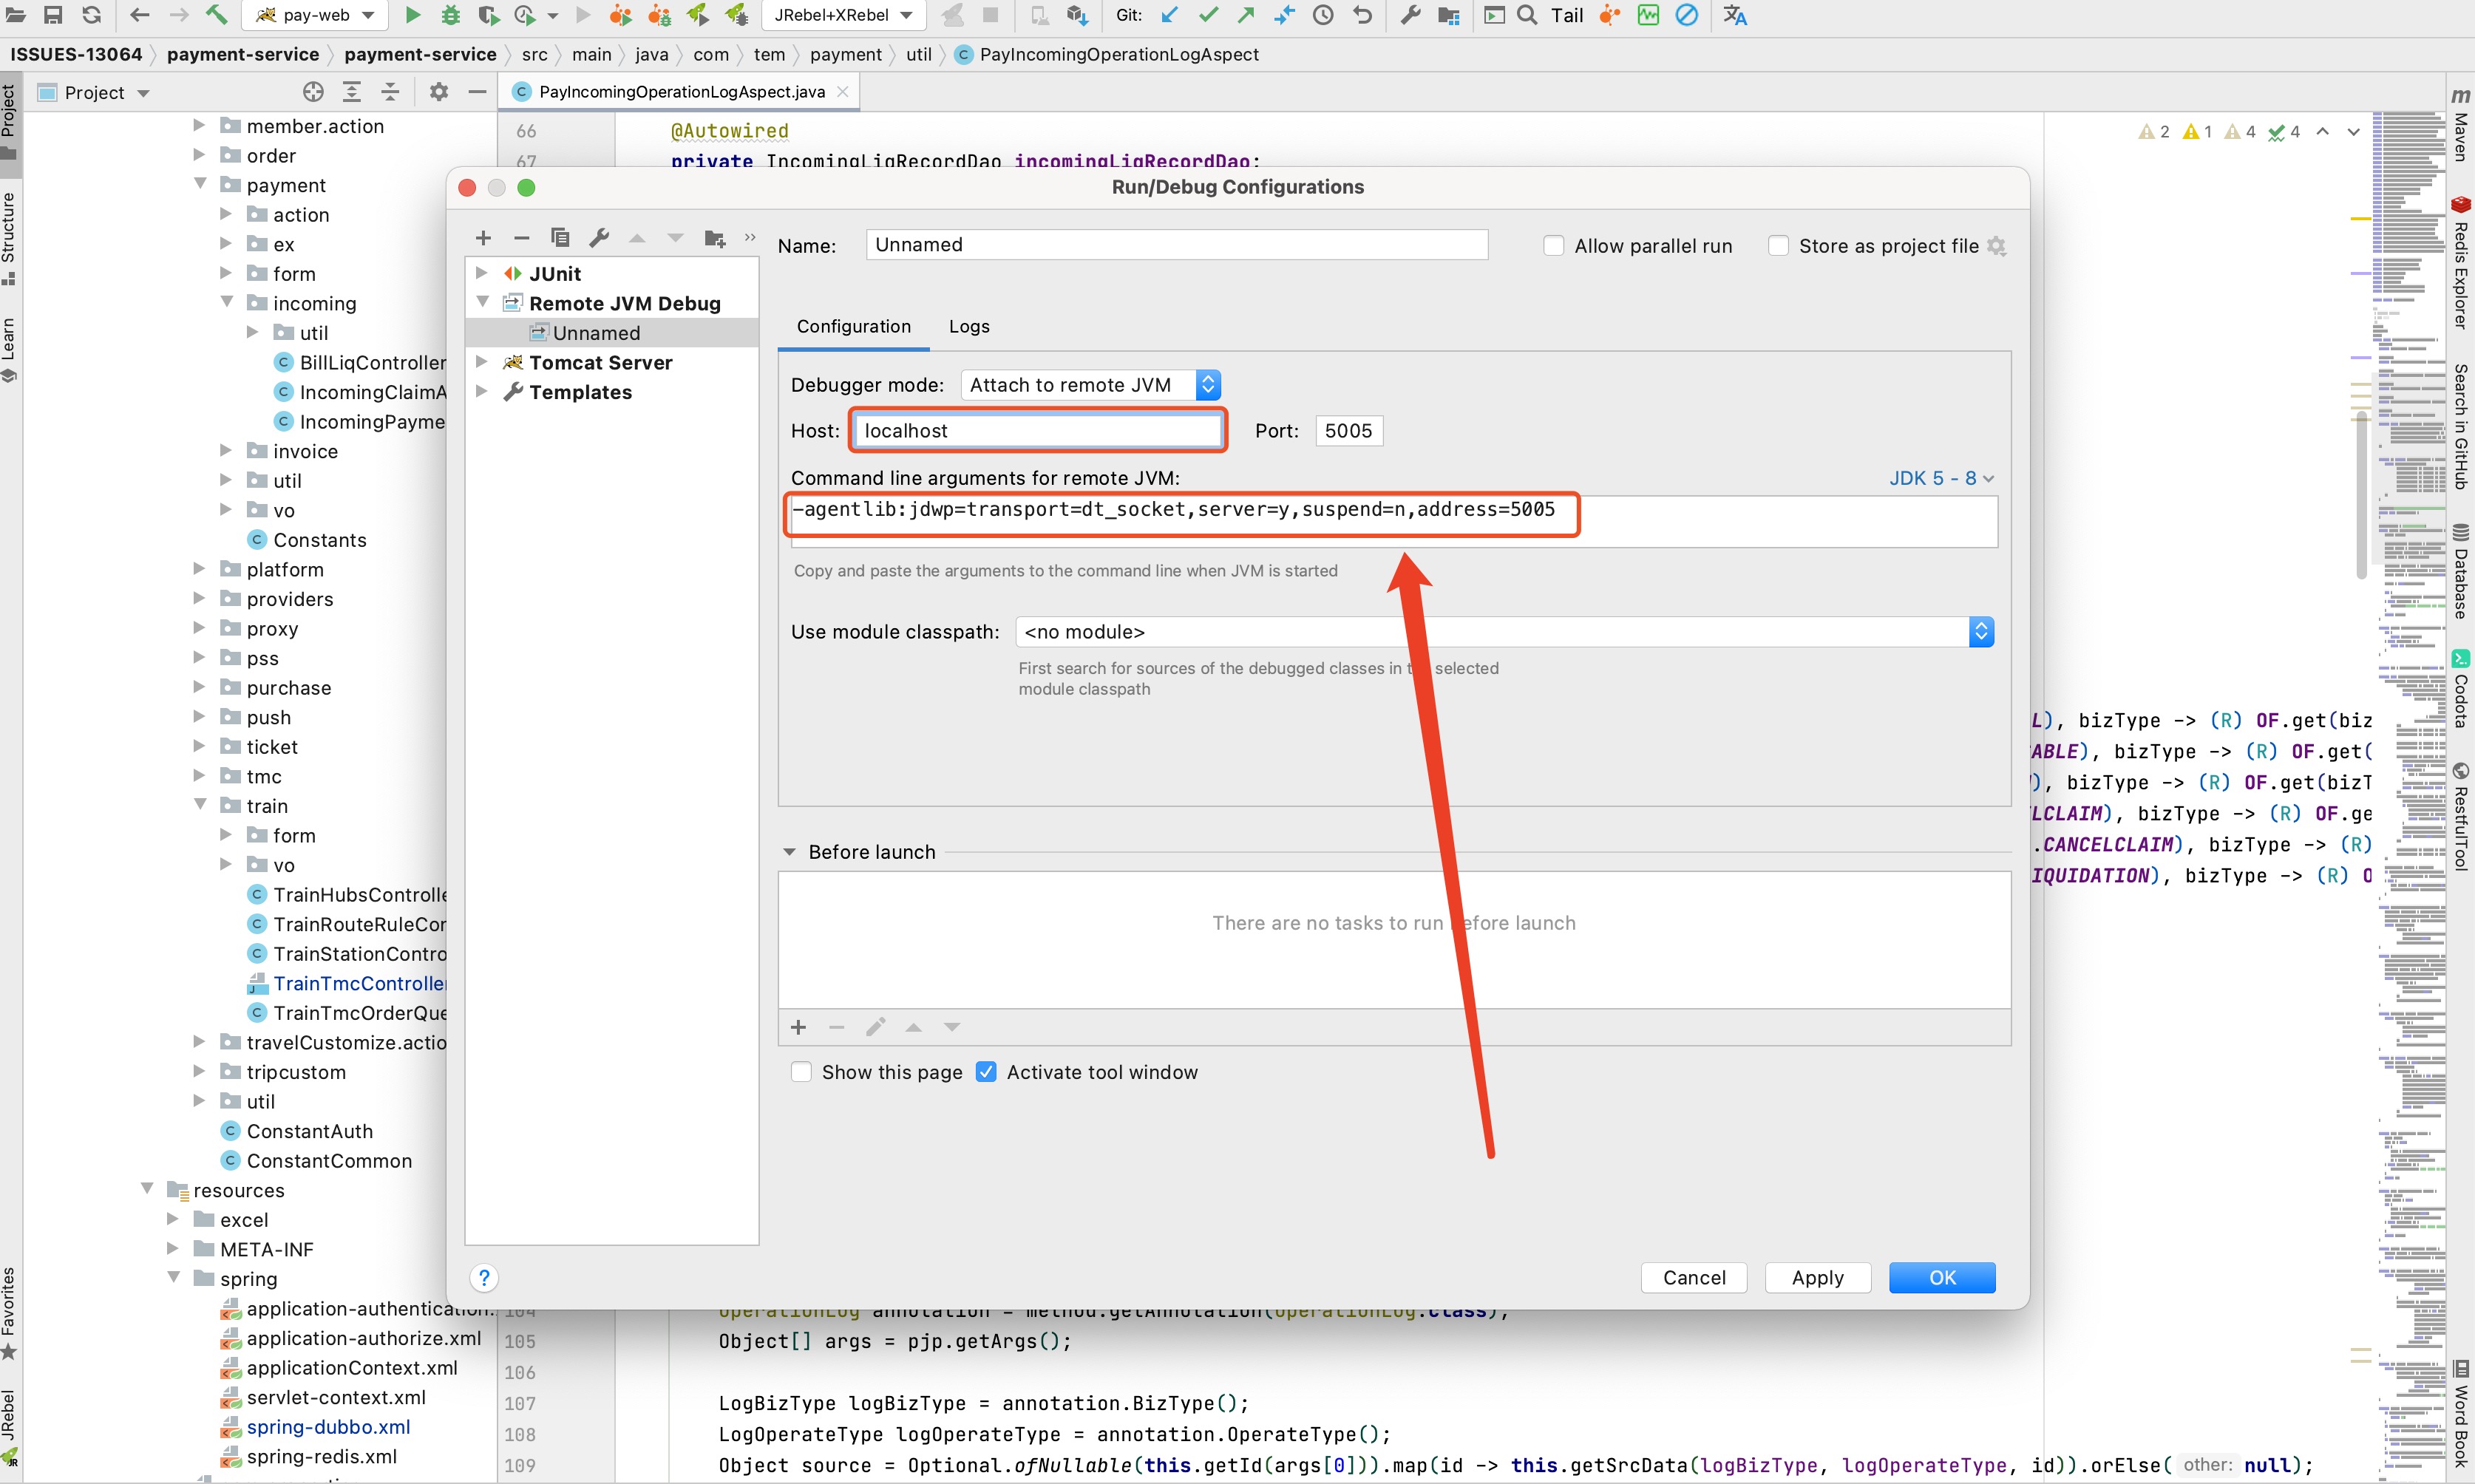 pay-web
JRebel+XRebel
Git:
Tail
ISSUES-13064 payment-service payment-service src main java com tem payment util PayIncomingOperationLogAspect
Project
PayIncomingOperationLogAspect.java
Project
Structure
Learn
Favorites
JRebel
member.action
order
payment
action
ex
form
incoming
util
BillLiqController
IncomingClaimA
IncomingPayme
invoice
util
vo
Constants
platform
providers
proxy
pss
purchase
push
ticket
tmc
train
form
vo
TrainHubsControlle
TrainRouteRuleCor
TrainStationContro
TrainTmcController
TrainTmcOrderQue
travelCustomize.actio
tripcustom
util
ConstantAuth
ConstantCommon
resources
excel
META-INF
spring
application-authentication.
application-authorize.xml
applicationContext.xml
servlet-context.xml
spring-dubbo.xml
spring-redis.xml
66 @Autowired
67 private IncomingLiqRecordDao incomingLiqRecordDao;
2 1 4 4
Run/Debug Configurations
JUnit
Remote JVM Debug
Unnamed
Tomcat Server
Templates
Name: Unnamed
Allow parallel run
Store as project file
Configuration Logs
Debugger mode: Attach to remote JVM
Host: localhost Port: 5005
Command line arguments for remote JVM: JDK 5 - 8
-agentlib:jdwp=transport=dt_socket,server=y,suspend=n,address=5005
Copy and paste the arguments to the command line when JVM is started
Use module classpath: <no module>
First search for sources of the debugged classes in the selected
module classpath
Before launch
There are no tasks to run before launch
Show this page Activate tool window
? Cancel Apply OK
L), bizType -> (R) OF.get(biz
ABLE), bizType -> (R) OF.get(
), bizType -> (R) OF.get(bizT
LCLAIM), bizType -> (R) OF.ge
.CANCELCLAIM), bizType -> (R)
IQUIDATION), bizType -> (R) O
104 OperationLog annotation = method.getAnnotation(OperationLog.class);
105 Object[] args = pjp.getArgs();
106
107 LogBizType logBizType = annotation.BizType();
108 LogOperateType logOperateType = annotation.OperateType();
109 Object source = Optional.ofNullable(this.getId(args[0])).map(id -> this.getSrcData(logBizType, logOperateType, id)).orElse( other: null);
Maven
Redis Explorer
Search in GitHub
Database
Codota
RestfulTool
Word Book